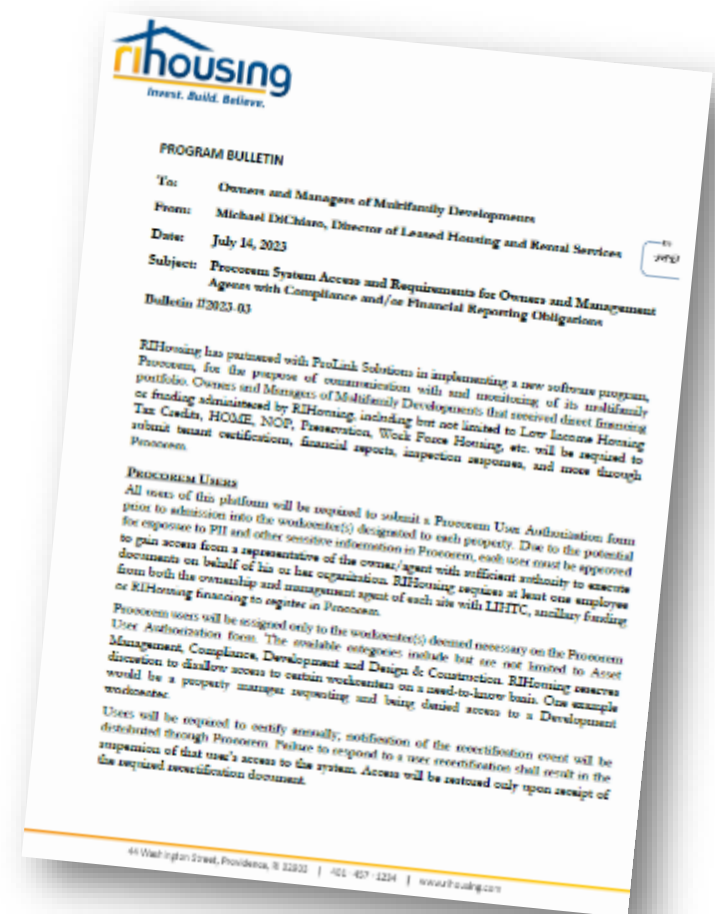 rihousing
Invest. Build. Believe.
PROGRAM BULLETIN
To: Owners and Managers of Multifamily Developments
From: Michael DiChiaro, Director of Leased Housing and Rental Services
Date: July 14, 2023
Subject: Procorem System Access and Requirements for Owners and Management
Agents with Compliance and/or Financial Reporting Obligations
Bulletin #2023-03
RIHousing has partnered with ProLink Solutions in implementing a new software program,
Procorem, for the purpose of communication with and monitoring of its multifamily
portfolio. Owners and Managers of Multifamily Developments that received direct financing
or funding administered by RIHousing, including but not limited to Low Income Housing
Tax Credits, HOME, NOP, Preservation, Work Force Housing, etc. will be required to
submit tenant certifications, financial reports, inspection responses, and more through
Procorem.
PROCOREM USERS
All users of this platform will be required to submit a Procorem User Authorization form
prior to admission into the workcenter(s) designated to each property. Due to the potential
for exposure to PII and other sensitive information in Procorem, each user must be approved
to gain access from a representative of the owner/agent with sufficient authority to execute
documents on behalf of his or her organization. RIHousing requires at least one employee
from both the ownership and management agent of each site with LIHTC, ancillary funding
or RIHousing financing to register in Procorem.
Procorem users will be assigned only to the workcenter(s) deemed necessary on the Procorem
User Authorization form. The available categories include but are not limited to Asset
Management, Compliance, Development and Design & Construction. RIHousing reserves
discretion to disallow access to certain workcenters on a need-to-know basis. One example
would be a property manager requesting and being denied access to a Development
workcenter.
Users will be required to certify annually; notification of the recertification event will be
distributed through Procorem. Failure to respond to a user recertification shall result in the
suspension of that user's access to the system. Access will be restored only upon receipt of
the required recertification document.
44 Washington Street, Providence, RI | 401-457-1234 | www.rihousing.com